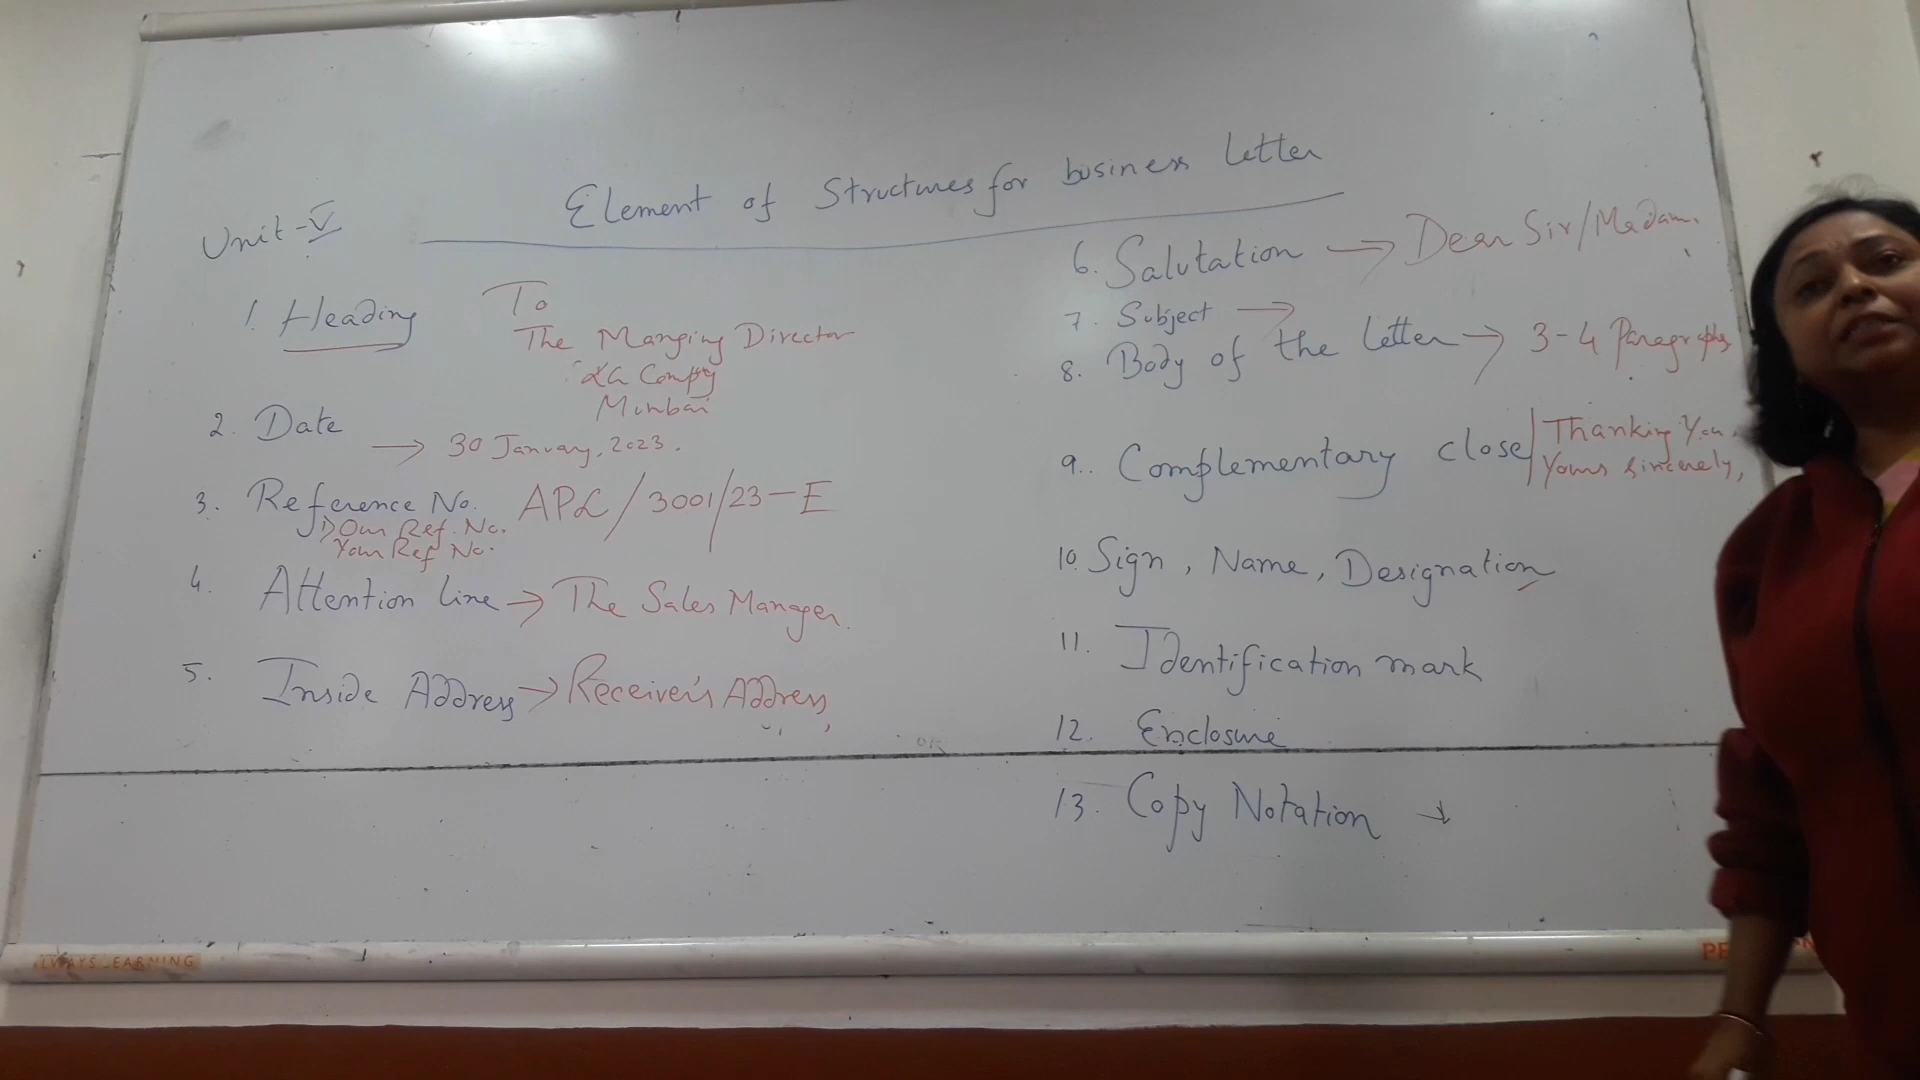 Element of Structures for business letter
Unit-V
1. Heading To
The Manging Director
LG Compy
Mumbai
2. Date
→ 30 January, 2023.
3. Reference No. APL/3001/23-E
1) Our Ref. No.
Your Ref No.
4. Attention line → The Sales Manager.
5. Inside Address → Receiver's Address,
6. Salutation → Dear Sir/Madam,
7. Subject →
8. Body of the letter → 3-4 Paragraphs
9. Complementary close / Thanking You.
Yours sincerely,
10. Sign, Name, Designation
11. Identification mark
12. Enclosure
13. Copy Notation ↓
ALWAYS LEARNING